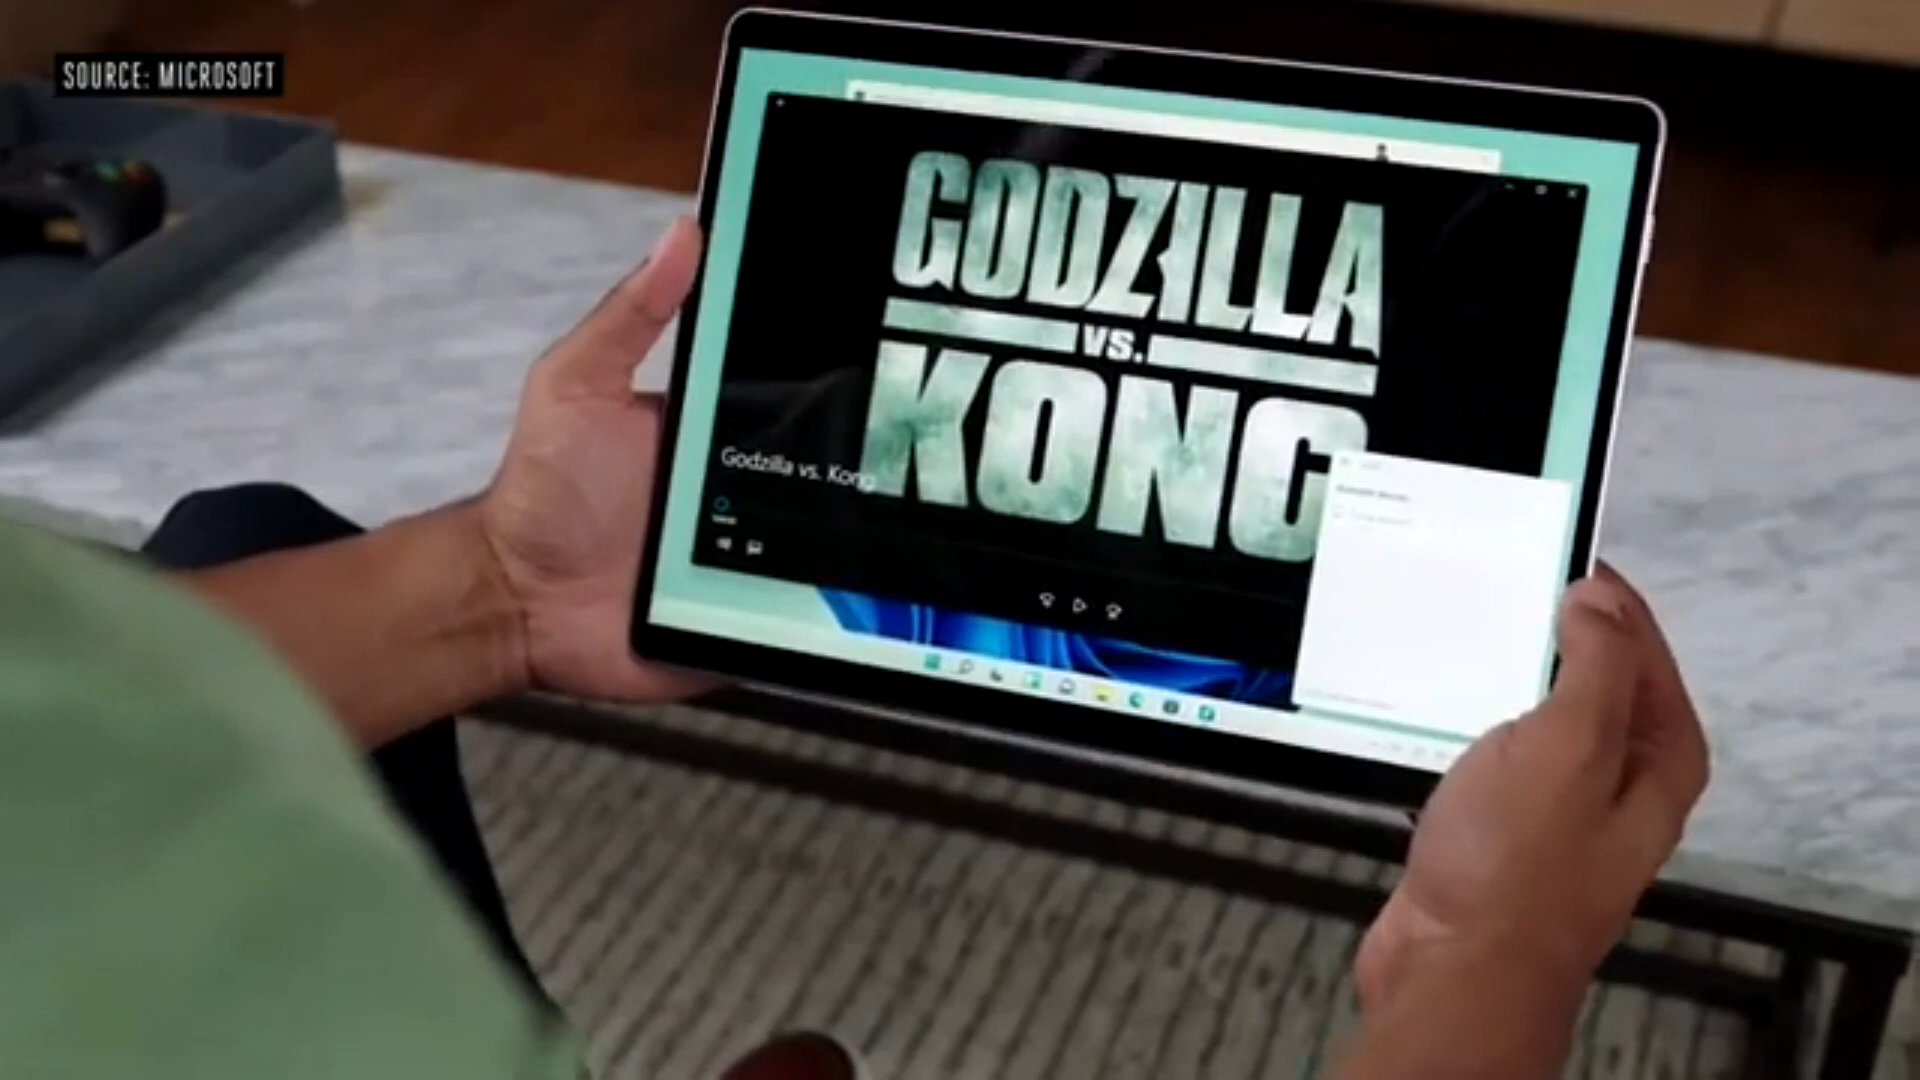 SOURCE: MICROSOFT
GODZILLA
VS.
KONG
Godzilla vs. Kong